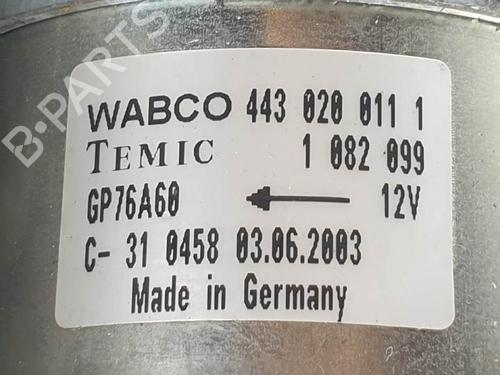 B-PARTS
WABCO 443 020 011 1
TEMIC 1 082 099
GP76A60 12V
C- 31 0458 03.06.2003
Made in Germany